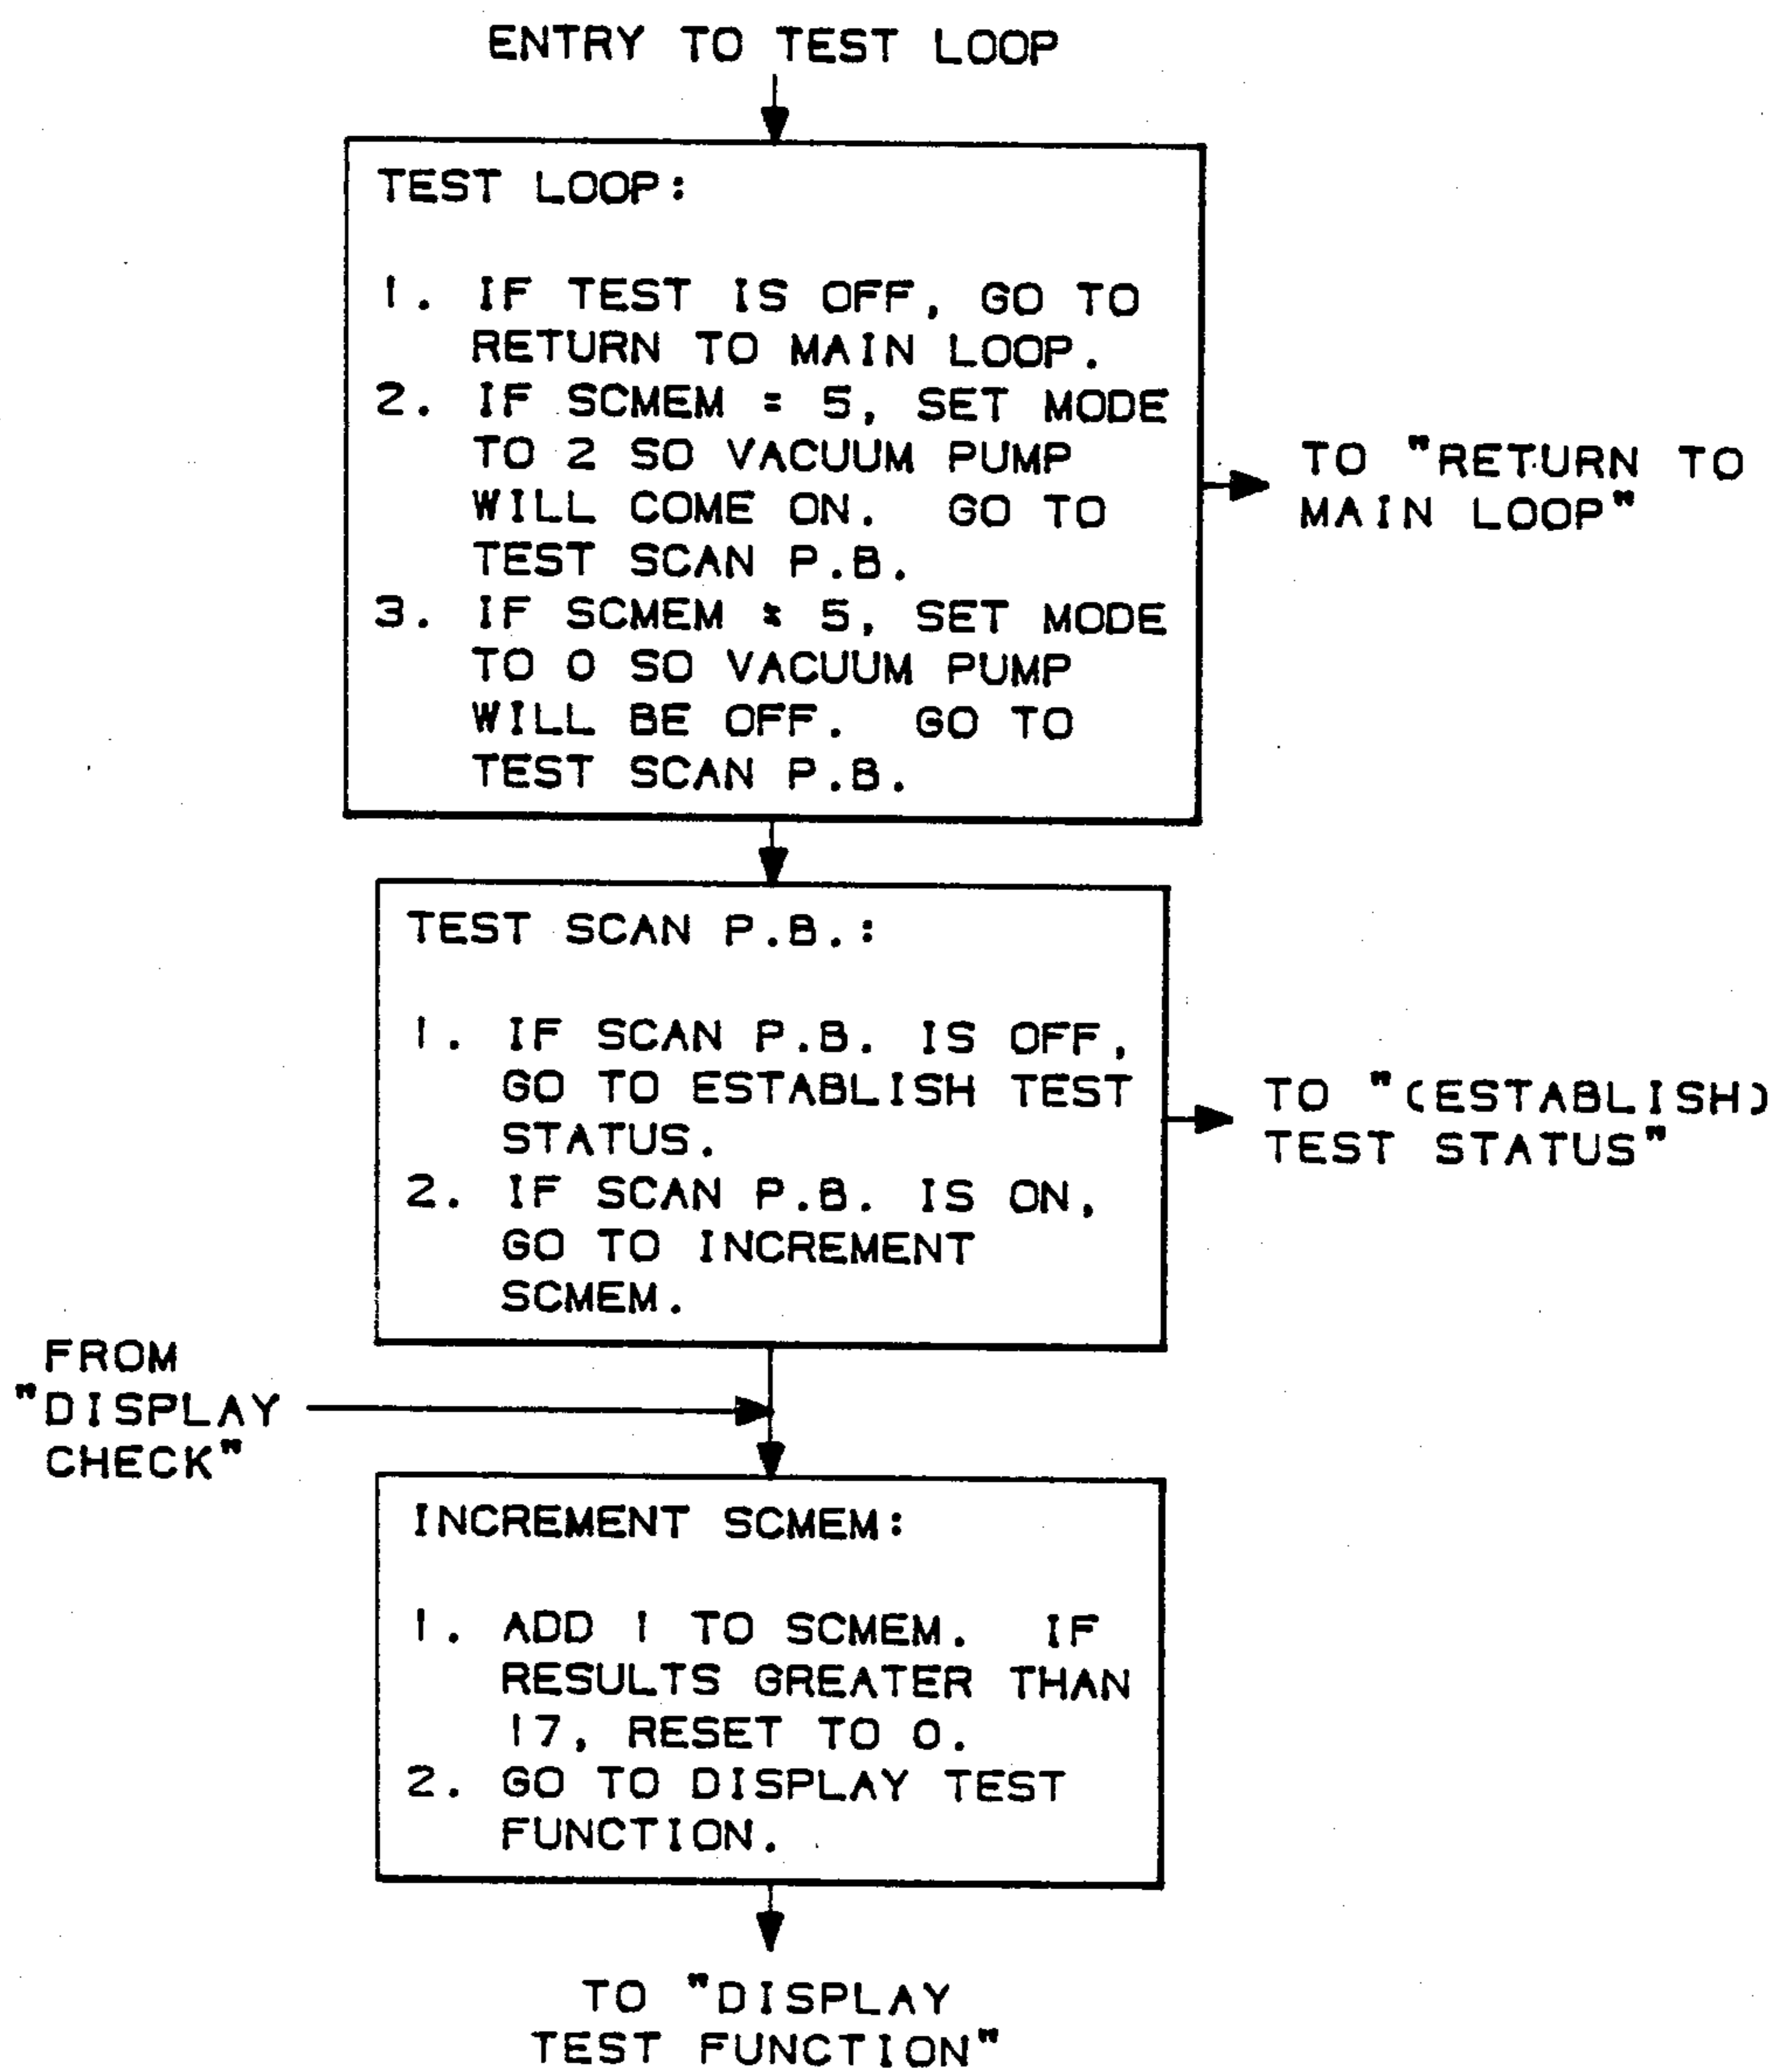 ENTRY TO TEST LOOP
TEST LOOP:
1. IF TEST IS OFF, GO TO
RETURN TO MAIN LOOP.
2. IF SCMEM = 5, SET MODE
TO 2 SO VACUUM PUMP
WILL COME ON. GO TO
TEST SCAN P.B.
3. IF SCMEM ≠ 5, SET MODE
TO 0 SO VACUUM PUMP
WILL BE OFF. GO TO
TEST SCAN P.B.
TO "RETURN TO
MAIN LOOP"
TEST SCAN P.B.:
1. IF SCAN P.B. IS OFF,
GO TO ESTABLISH TEST
STATUS.
2. IF SCAN P.B. IS ON,
GO TO INCREMENT
SCMEM.
TO "(ESTABLISH)
TEST STATUS"
FROM
"DISPLAY
CHECK"
INCREMENT SCMEM:
1. ADD 1 TO SCMEM. IF
RESULTS GREATER THAN
17, RESET TO 0.
2. GO TO DISPLAY TEST
FUNCTION.
TO "DISPLAY
TEST FUNCTION"